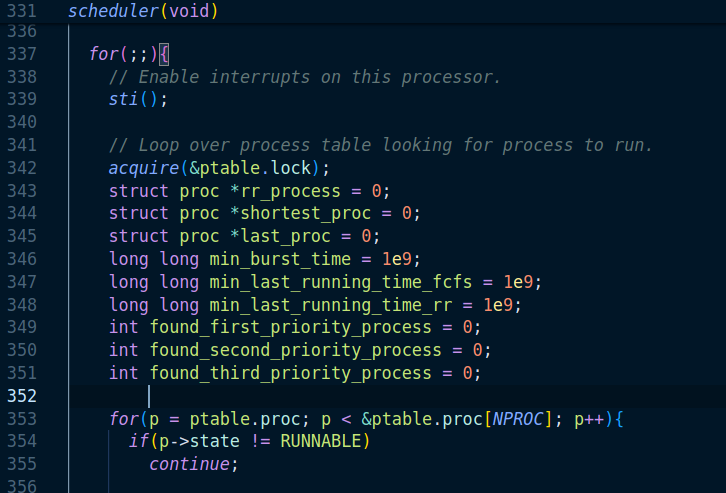 331 scheduler(void)
336
337 for(;;){
338 // Enable interrupts on this processor.
339 sti();
340
341 // Loop over process table looking for process to run.
342 acquire(&ptable.lock);
343 struct proc *rr_process = 0;
344 struct proc *shortest_proc = 0;
345 struct proc *last_proc = 0;
346 long long min_burst_time = 1e9;
347 long long min_last_running_time_fcfs = 1e9;
348 long long min_last_running_time_rr = 1e9;
349 int found_first_priority_process = 0;
350 int found_second_priority_process = 0;
351 int found_third_priority_process = 0;
352
353 for(p = ptable.proc; p < &ptable.proc[NPROC]; p++){
354 if(p->state != RUNNABLE)
355 continue;
356